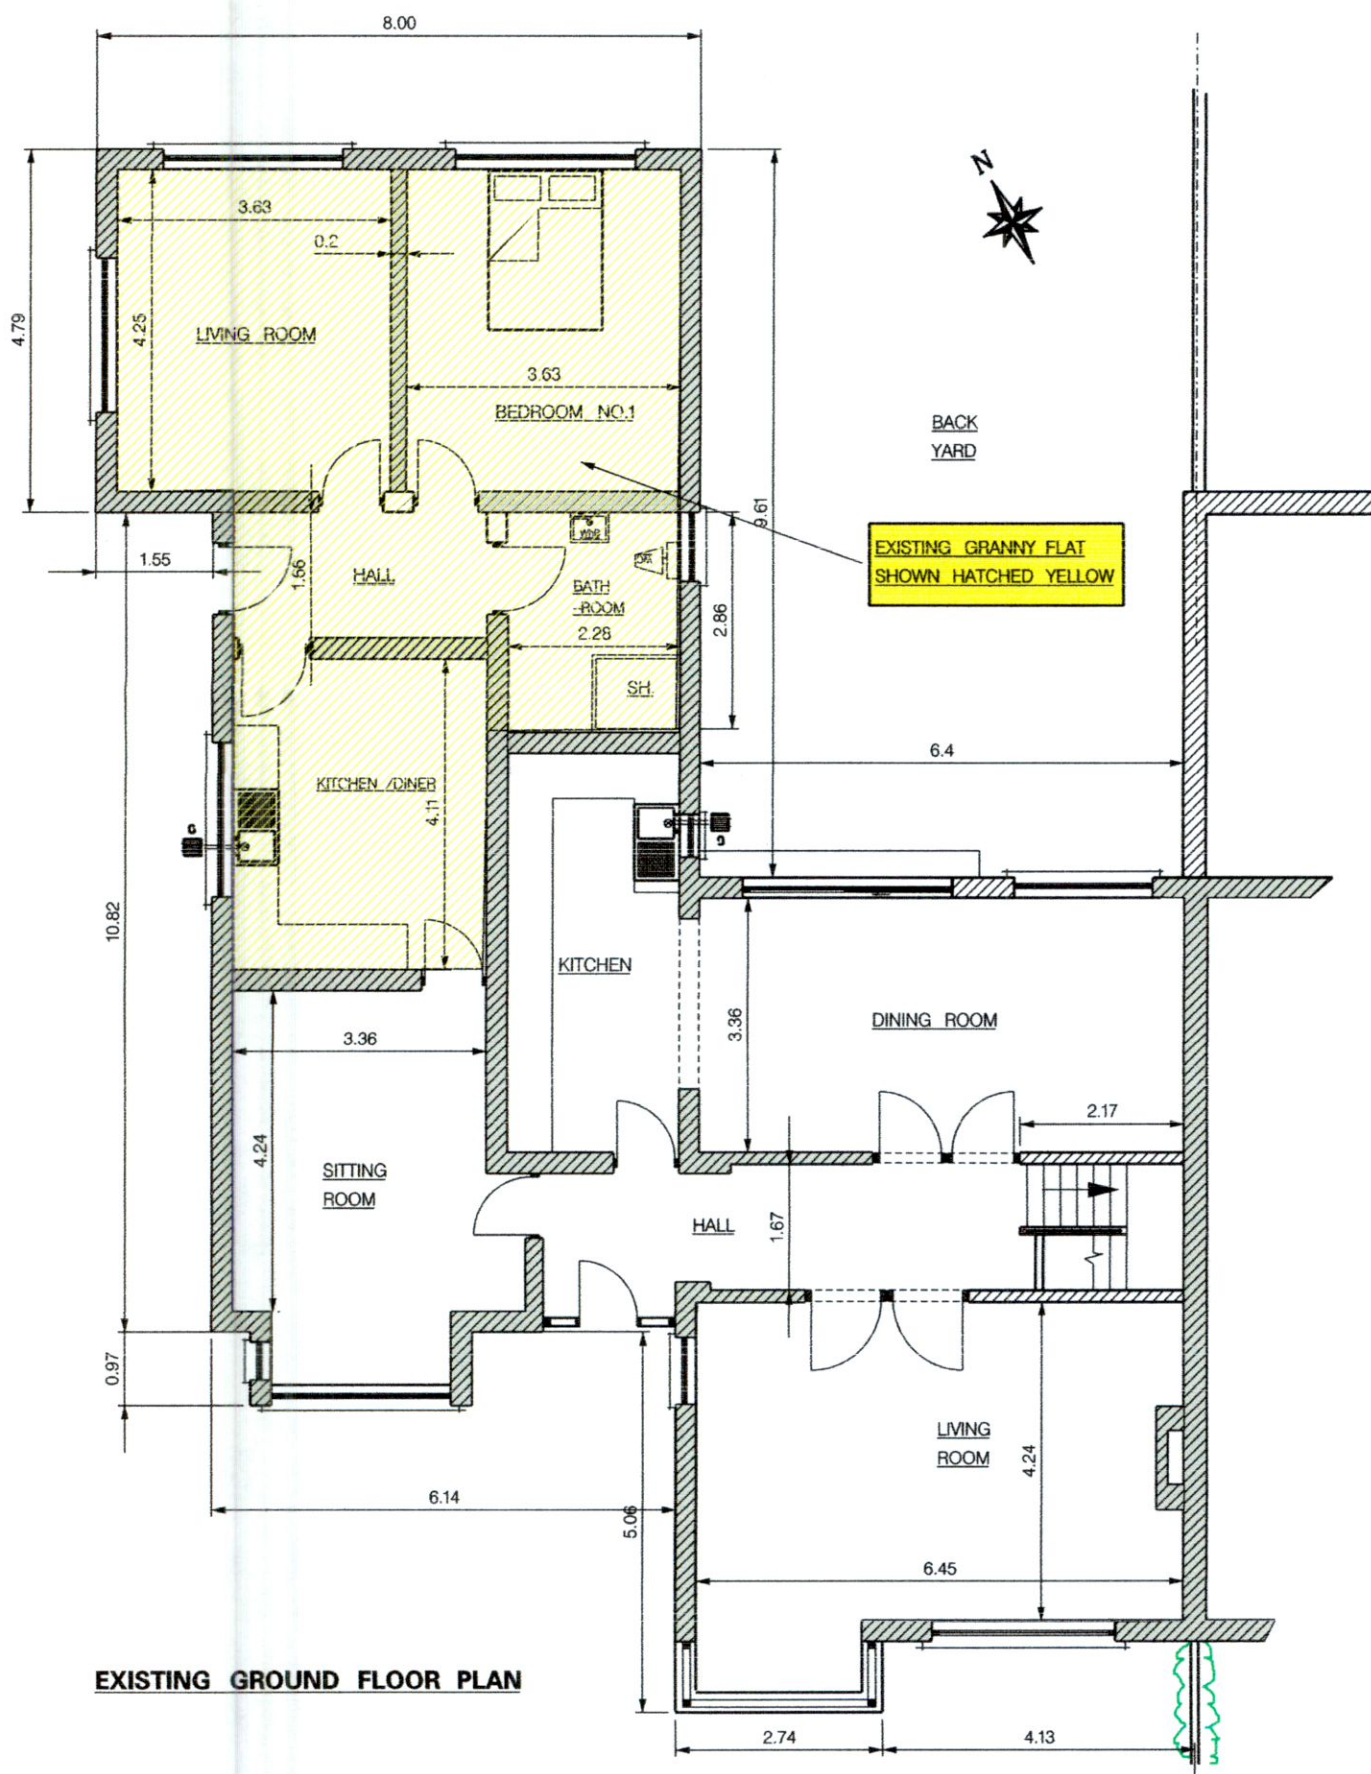 8.00
N
3.63
0.2
4.79
4.25
LIVING ROOM
3.63
BEDROOM NO.1
BACK
YARD
9.61
EXISTING GRANNY FLAT
SHOWN HATCHED YELLOW
1.55
1.66
HALL
BATH
-ROOM
2.86
2.28
SH.
6.4
KITCHEN /DINER
4.11
G
G
10.82
KITCHEN
3.36
DINING ROOM
3.36
2.17
4.24
SITTING
ROOM
HALL
1.67
0.97
LIVING
ROOM
4.24
6.14
5.06
6.45
EXISTING GROUND FLOOR PLAN
2.74
4.13